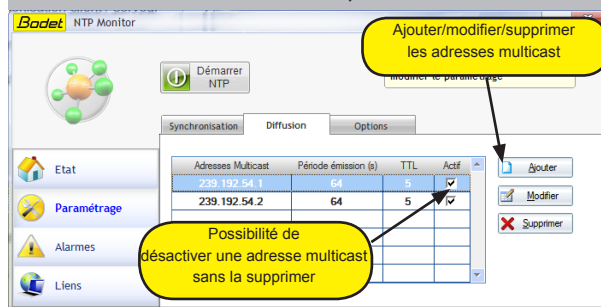 Bodet NTP Monitor
Ajouter/modifier/supprimer
les adresses multicast
Démarrer
NTP
modifier le paramétrage
Synchronisation Diffusion Options
Etat
Paramétrage
Alarmes
Liens
Adresses Multicast Période émission (s) TTL Actif
239.192.54.1 64 5
239.192.54.2 64 5
Ajouter
Modifier
Supprimer
Possibilité de
désactiver une adresse multicast
sans la supprimer